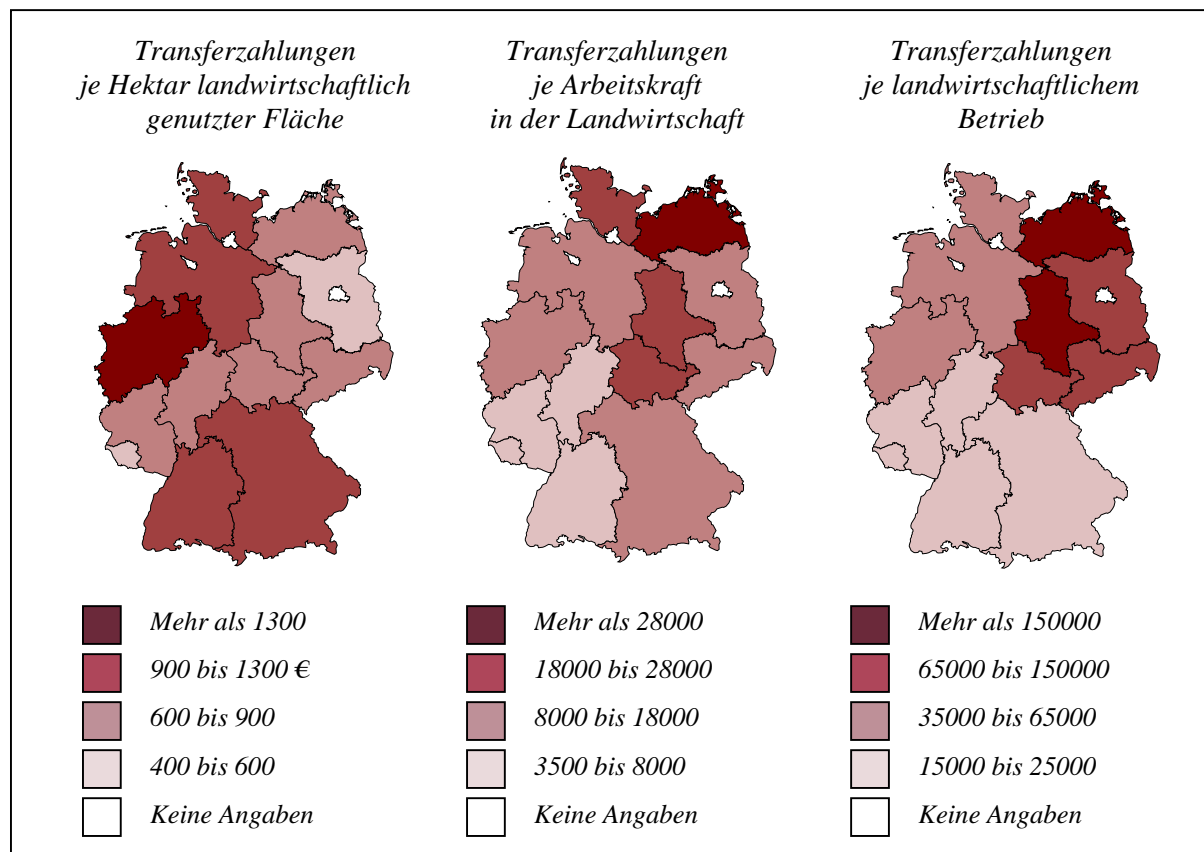 Transferzahlungen
je Hektar landwirtschaftlich
genutzter Fläche
Transferzahlungen
je Arbeitskraft
in der Landwirtschaft
Transferzahlungen
je landwirtschaftlichem
Betrieb
Mehr als 1300
900 bis 1300 €
600 bis 900
400 bis 600
Keine Angaben
Mehr als 28000
18000 bis 28000
8000 bis 18000
3500 bis 8000
Keine Angaben
Mehr als 150000
65000 bis 150000
35000 bis 65000
15000 bis 25000
Keine Angaben